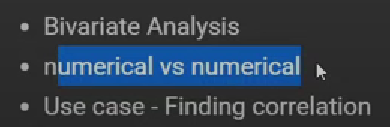 • Bivariate Analysis
• numerical vs numerical
• Use case - Finding correlation